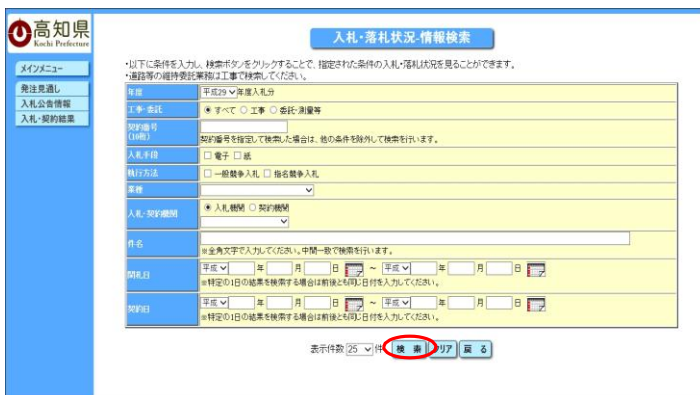 高知県
Kochi Prefecture
メインメニュー
発注見通し
入札公告情報
入札・契約結果
入札・落札状況-情報検索
・以下に条件を入力し、検索ボタンをクリックすることで、指定された条件の入札・落札状況を見ることができます。
・道路等の維持委託業務は工事で検索してください。
年度 平成29 年度入札分
工事・委託 すべて 工事 委託・測量等
契約番号
(10桁)
契約番号を指定して検索した場合は、他の条件を除外して検索を行います。
入札手段 電子 紙
執行方法 一般競争入札 指名競争入札
業種
入札・契約機関 入札機関 契約機関
件名
※全角文字で入力してください。中間一致で検索を行います。
開札日 平成 年 月 日 ~ 平成 年 月 日
※特定の1日の結果を検索する場合は前後とも同じ日付を入力してください。
契約日 平成 年 月 日 ~ 平成 年 月 日
※特定の1日の結果を検索する場合は前後とも同じ日付を入力してください。
表示件数 25 件 検 索 クリア 戻 る